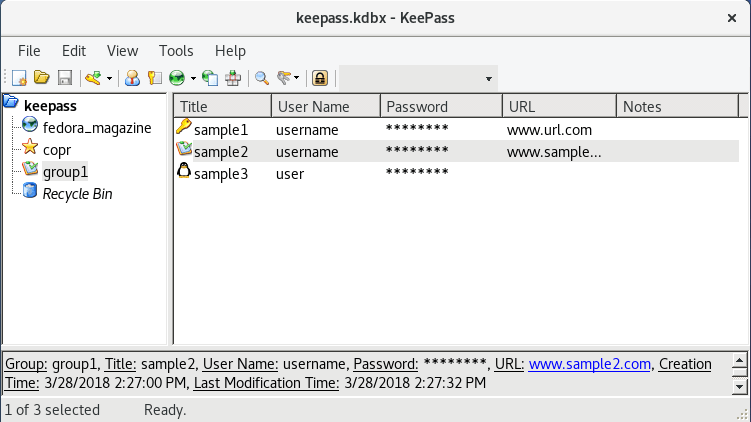 keepass.kdbx - KeePass
File Edit View Tools Help
keepass
fedora_magazine
copr
group1
Recycle Bin
Title User Name Password URL Notes
sample1 username ******** www.url.com
sample2 username ******** www.sample...
sample3 user ********
Group: group1, Title: sample2, User Name: username, Password: ********, URL: www.sample2.com, Creation
Time: 3/28/2018 2:27:00 PM, Last Modification Time: 3/28/2018 2:27:32 PM
1 of 3 selected Ready.